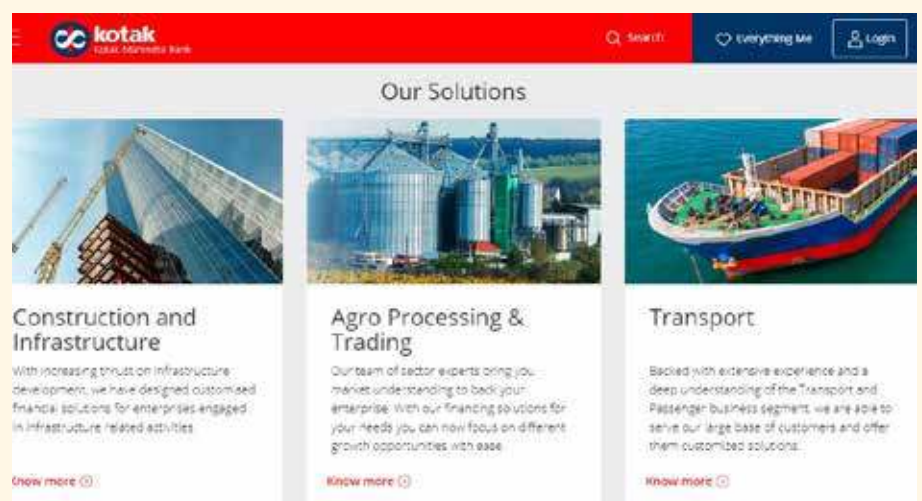 kotak
Kotak Mahindra Bank
Search
Everything Me
Login
Our Solutions
Construction and
Infrastructure
With increasing thrust on Infrastructure
development, we have designed customised
financial solutions for enterprises engaged
in infrastructure related activities
Know more
Agro Processing &
Trading
Our team of sector experts bring you
market understanding to back your
enterprise. With our financing solutions for
your needs you can now focus on different
growth opportunities with ease
Know more
Transport
Backed with extensive experience and a
deep understanding of the Transport and
Passenger business segment, we are able to
serve our large base of customers and offer
them customized solutions.
Know more